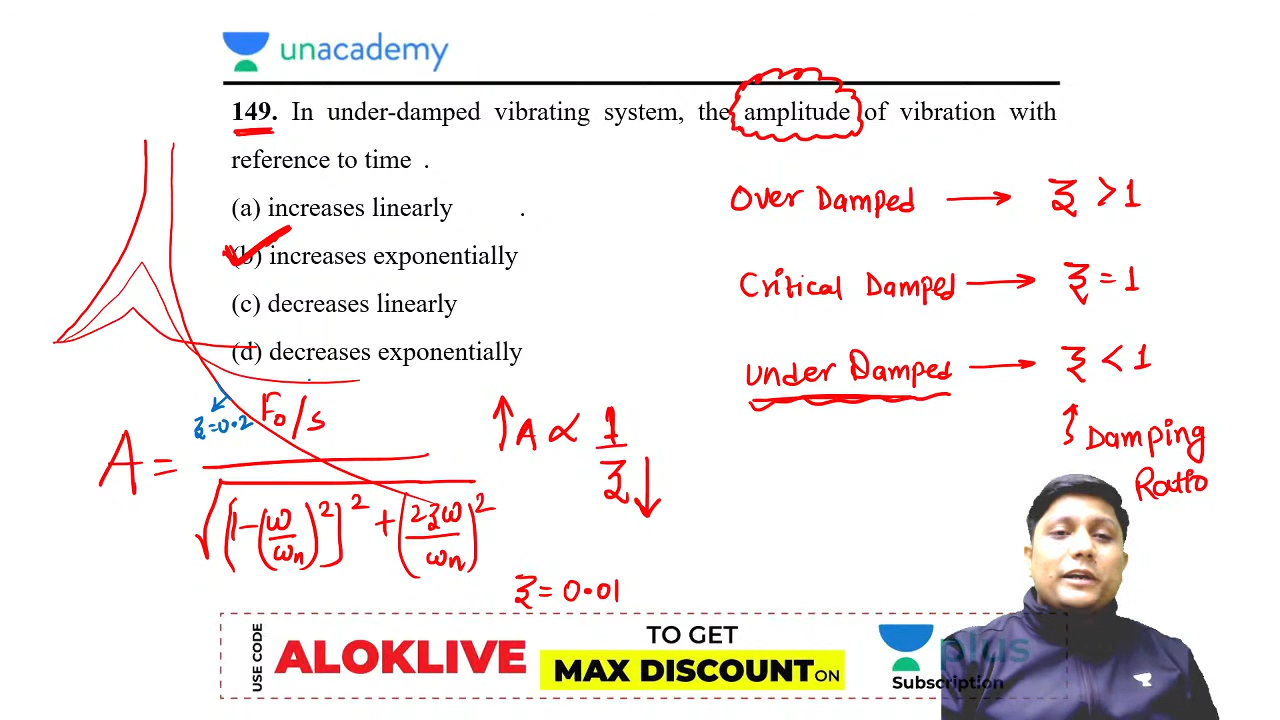 unacademy
149. In under-damped vibrating system, the amplitude of vibration with
reference to time .
(a) increases linearly .
(b) increases exponentially
(c) decreases linearly
(d) decreases exponentially
Over Damped → ξ > 1
Critical Damped → ξ = 1
Under Damped → ξ < 1
Damping
Ratio
ξ = 0.2
A = F₀/s / √([1-(ω/ωn)²]² + (2ξω/ωn)²)
↑ A ∝ 1/ξ ↓
ξ = 0.01
USE CODE
ALOKLIVE
TO GET
MAX DISCOUNT ON
plus
Subscription